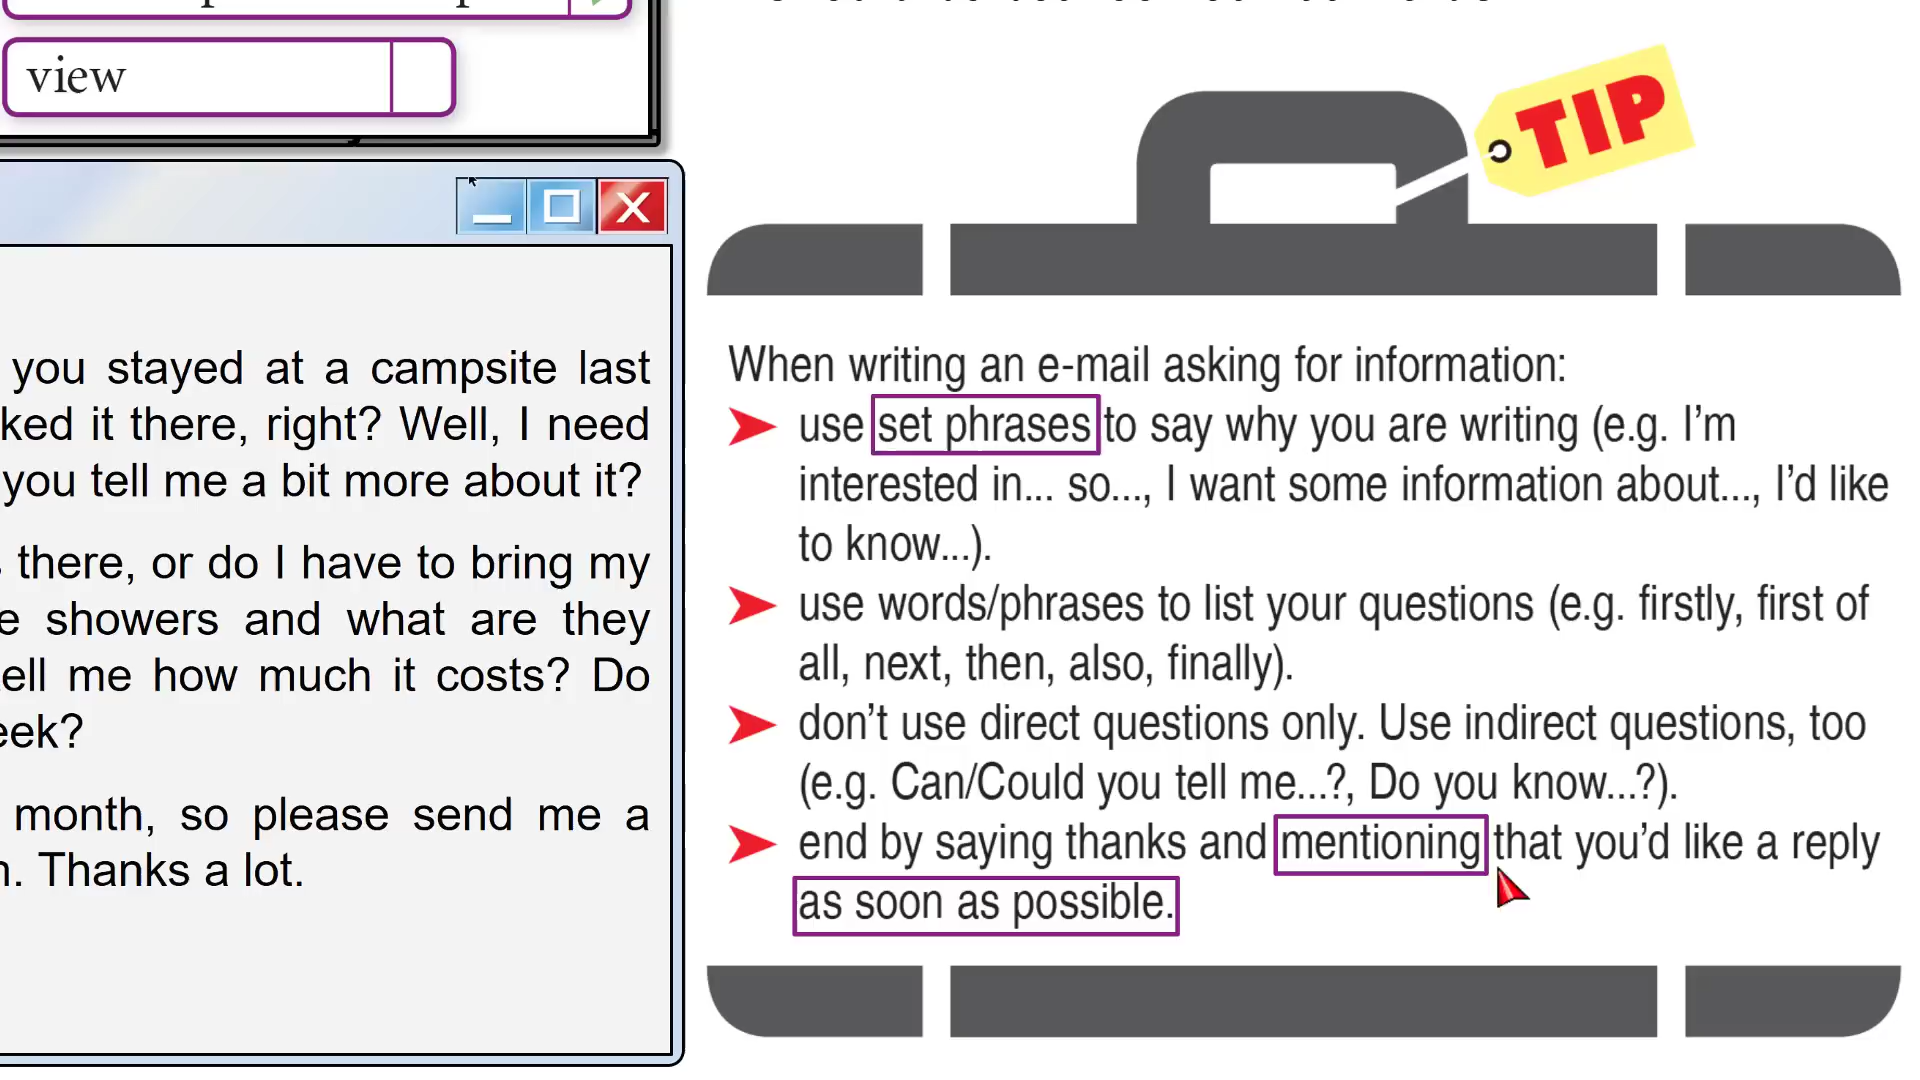 view
TIP
you stayed at a campsite last
ked it there, right? Well, I need
you tell me a bit more about it?
there, or do I have to bring my
e showers and what are they
ell me how much it costs? Do
eek?
month, so please send me a
n. Thanks a lot.
When writing an e-mail asking for information:
use set phrases to say why you are writing (e.g. I'm
interested in... so..., I want some information about..., I'd like
to know...).
use words/phrases to list your questions (e.g. firstly, first of
all, next, then, also, finally).
don't use direct questions only. Use indirect questions, too
(e.g. Can/Could you tell me...?, Do you know...?).
end by saying thanks and mentioning that you'd like a reply
as soon as possible.